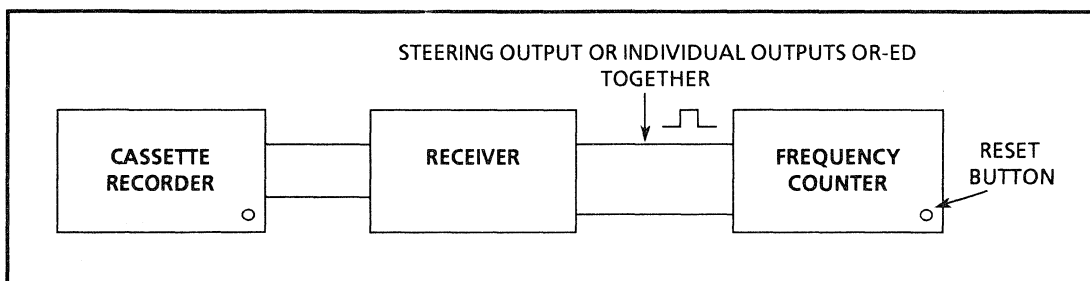 STEERING OUTPUT OR INDIVIDUAL OUTPUTS OR-ED
TOGETHER
CASSETTE
RECORDER
RECEIVER
FREQUENCY
COUNTER
RESET
BUTTON